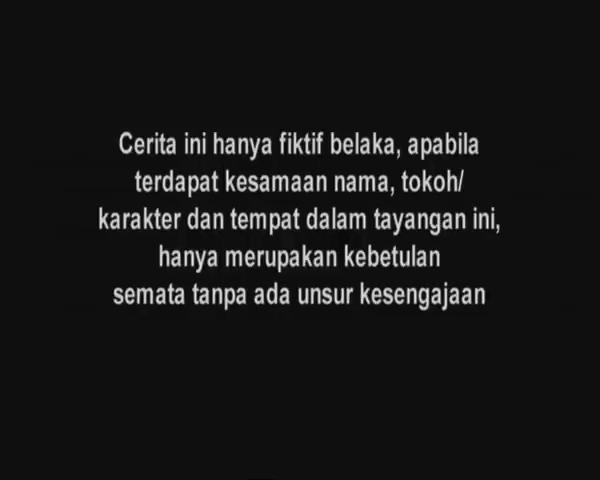 Cerita ini hanya fiktif belaka, apabila
terdapat kesamaan nama, tokoh/
karakter dan tempat dalam tayangan ini,
hanya merupakan kebetulan
semata tanpa ada unsur kesengajaan